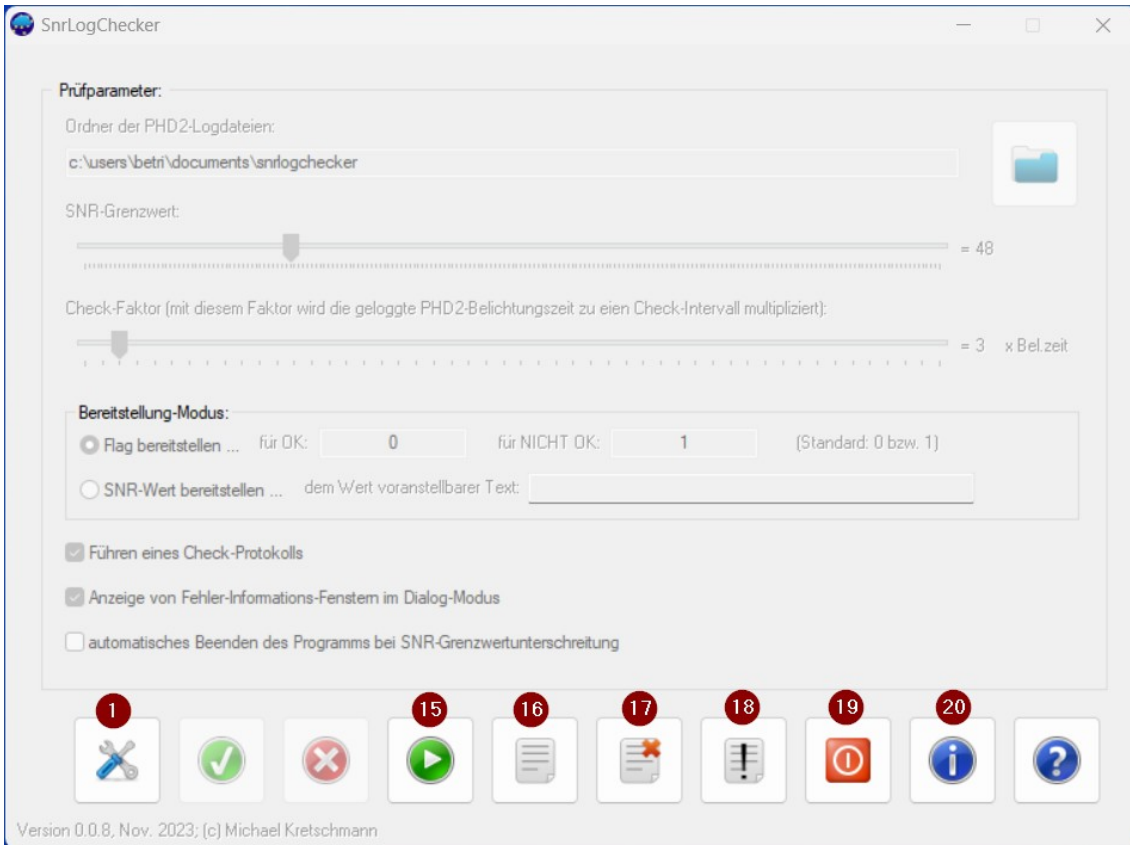 SnrLogChecker
Prüfparameter:
Ordner der PHD2-Logdateien:
c:\users\betri\documents\snrlogchecker
SNR-Grenzwert:
= 48
Check-Faktor (mit diesem Faktor wird die geloggte PHD2-Belichtungszeit zu eien Check-Intervall multipliziert):
= 3 x Bel.zeit
Bereitstellung-Modus:
Flag bereitstellen ... für OK: 0 für NICHT OK: 1 (Standard: 0 bzw. 1)
SNR-Wert bereitstellen ... dem Wert voranstellbarer Text:
Führen eines Check-Protokolls
Anzeige von Fehler-Informations-Fenstern im Dialog-Modus
automatisches Beenden des Programms bei SNR-Grenzwertunterschreitung
1 15 16 17 18 19 20
Version 0.0.8, Nov. 2023; (c) Michael Kretschmann